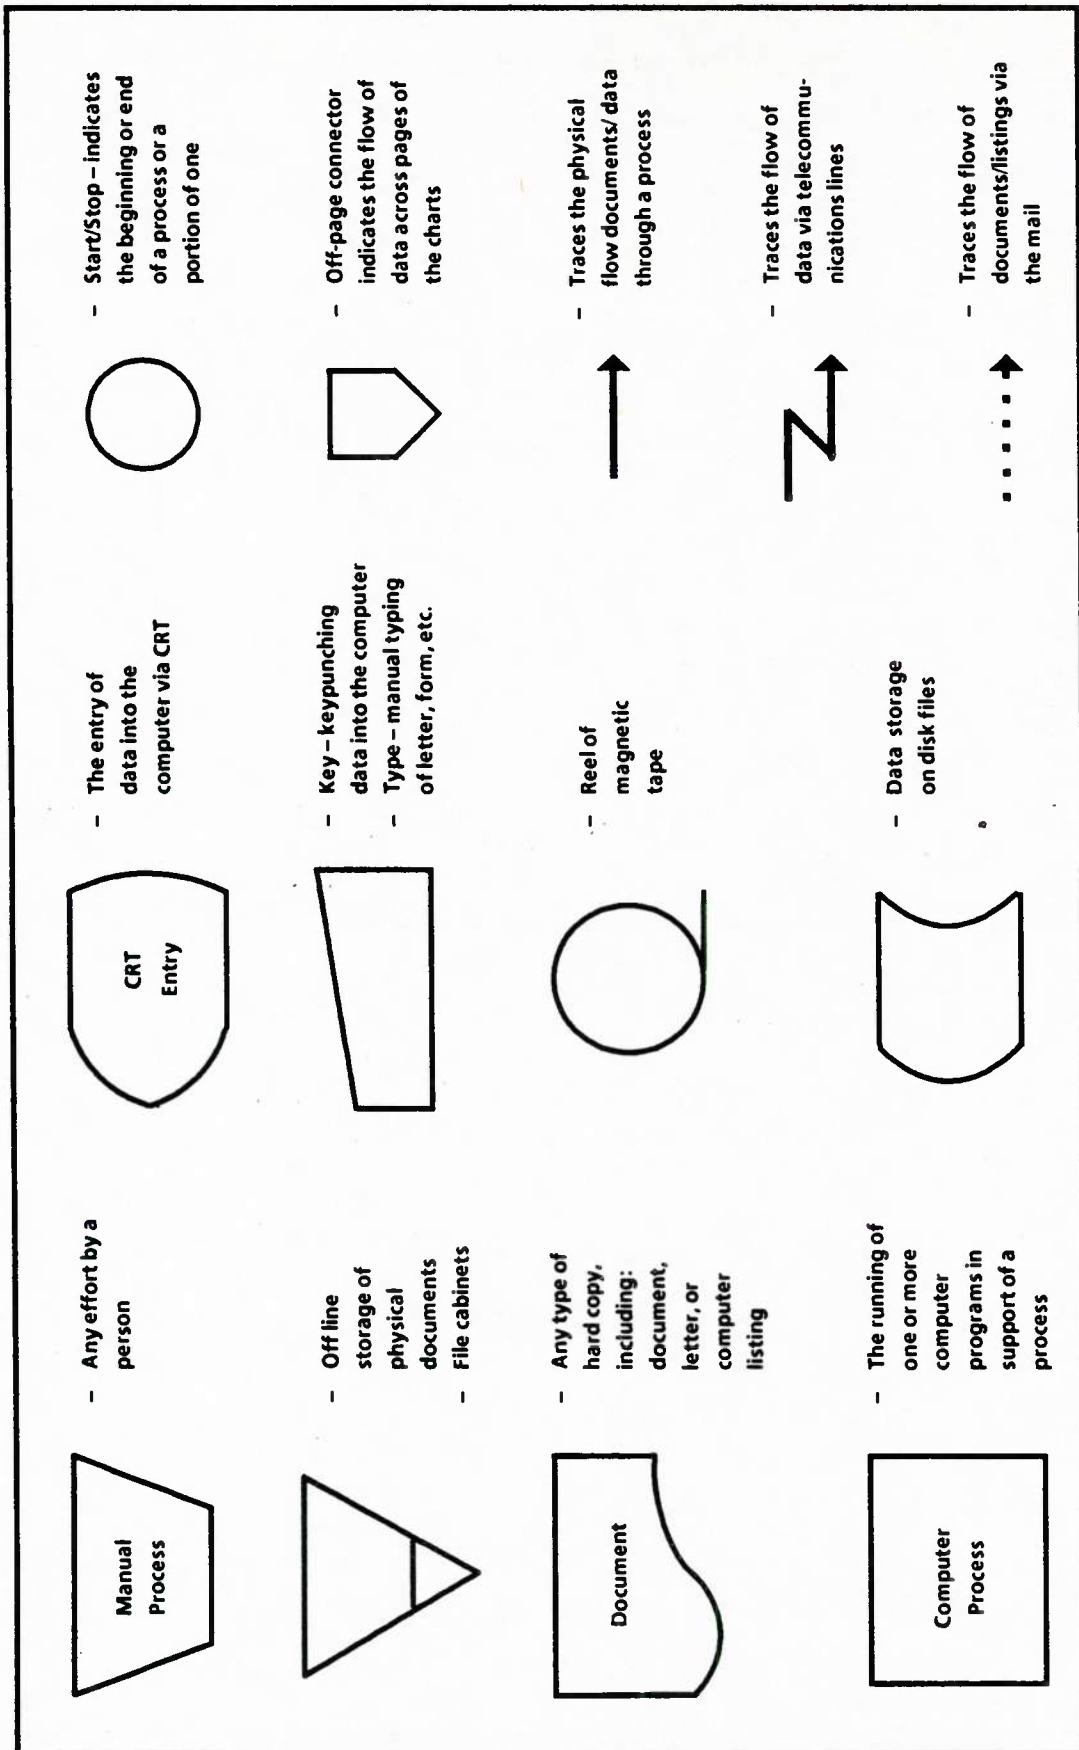 Manual
Process
– Any effort by a
person
– Off line
storage of
physical
documents
– File cabinets
Document
– Any type of
hard copy,
including:
document,
letter, or
computer
listing
Computer
Process
– The running of
one or more
computer
programs in
support of a
process
CRT
Entry
– The entry of
data into the
computer via CRT
– Key – keypunching
data into the computer
– Type – manual typing
of letter, form, etc.
– Reel of
magnetic
tape
– Data storage
on disk files
– Start/Stop – indicates
the beginning or end
of a process or a
portion of one
– Off-page connector
indicates the flow of
data across pages of
the charts
– Traces the physical
flow documents/ data
through a process
– Traces the flow of
data via telecommu-
nications lines
– Traces the flow of
documents/listings via
the mail